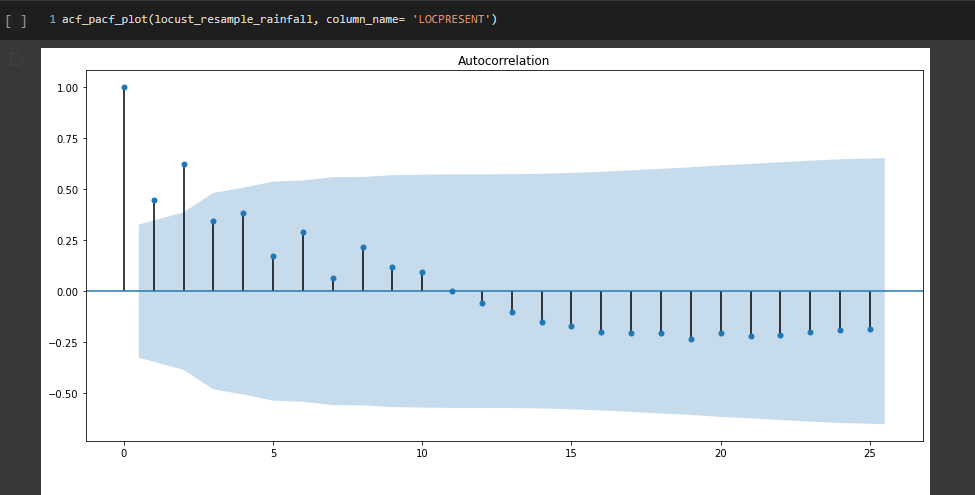 [ ] 1 acf_pacf_plot(locust_resample_rainfall, column_name= 'LOCPRESENT')
Autocorrelation
1.00
0.75
0.50
0.25
0.00
−0.25
−0.50
0 5 10 15 20 25